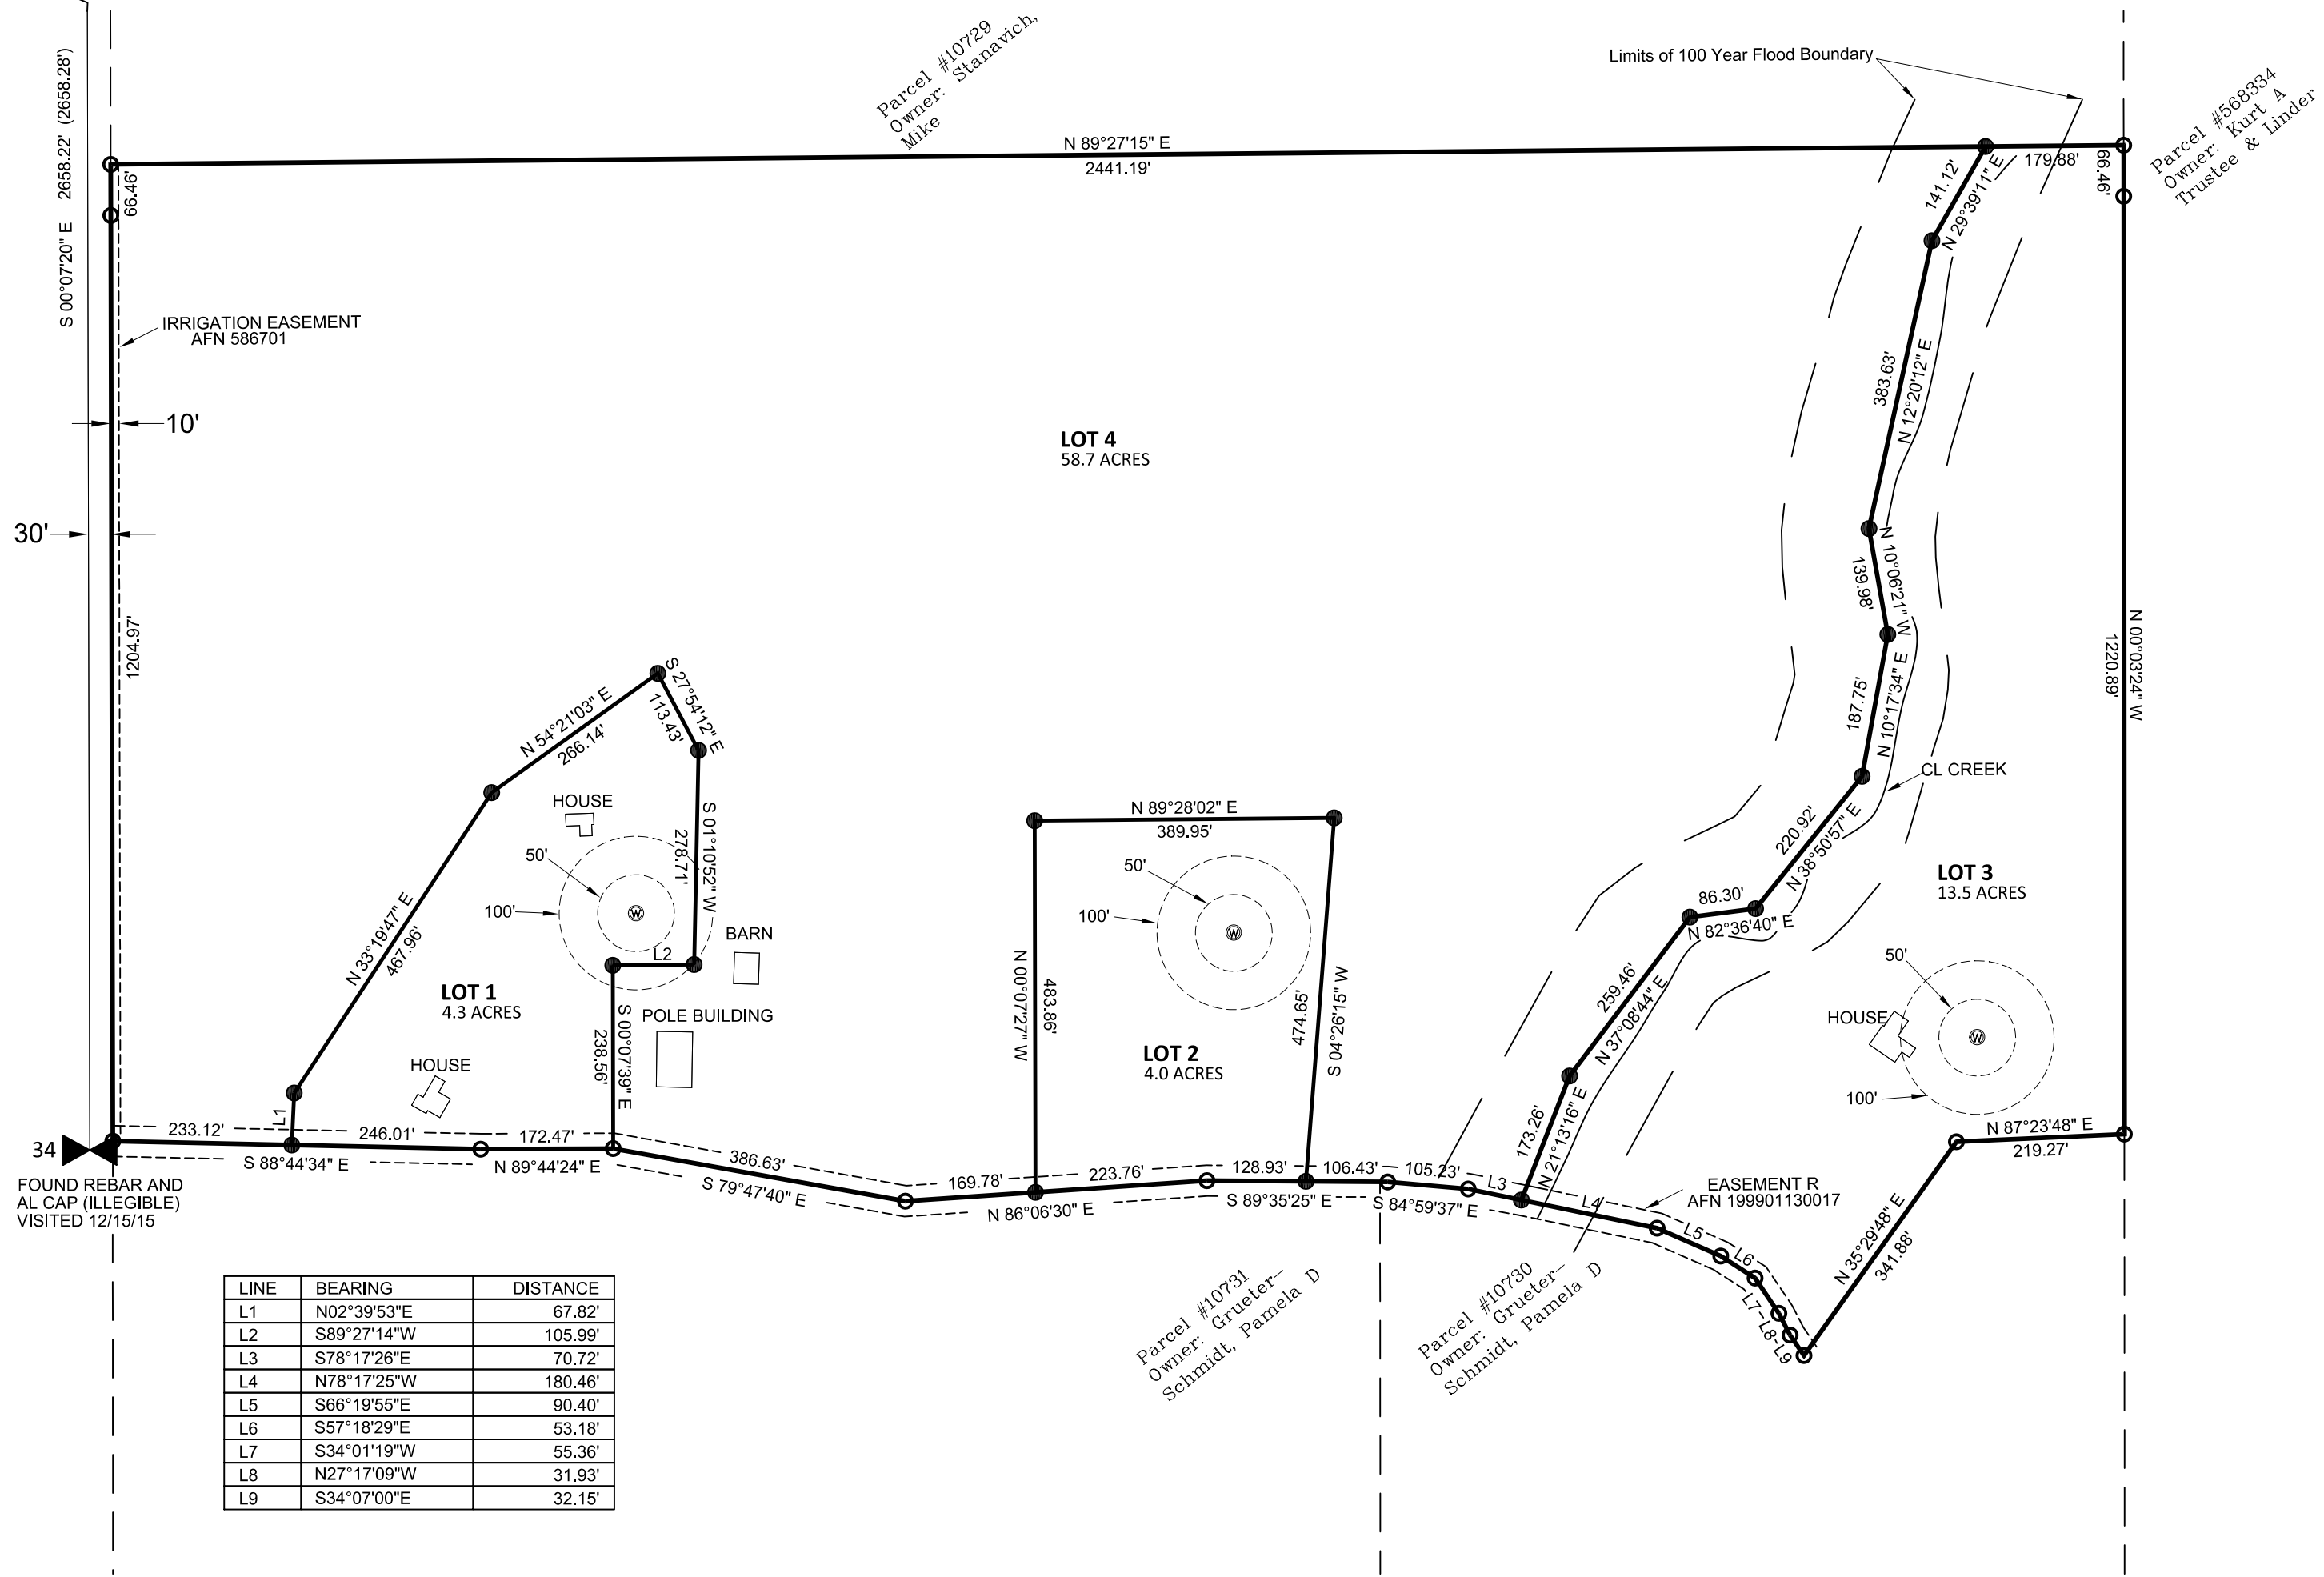 S 00°07'20" E 2658.22' (2658.28')
Parcel #10729
Owner: Stanavich,
Mike
Limits of 100 Year Flood Boundary
Parcel #568334
Owner: Kurt A
Trustee & Linder
N 89°27'15" E
2441.19'
179.88'
66.46'
66.46'
141.12'
N 29°39'11" E
IRRIGATION EASEMENT
AFN 586701
10'
30'
1204.97'
LOT 4
58.7 ACRES
383.63'
N 12°20'12" E
N 10°06'21" W
139.98'
187.75'
N 10°17'34" E
N 00°03'24" W
1220.89'
CL CREEK
220.92'
N 38°50'57" E
86.30'
N 82°36'40" E
259.46'
N 37°08'44" E
173.26'
N 21°13'16" E
LOT 3
13.5 ACRES
50'
HOUSE
100'
N 87°23'48" E
219.27'
N 35°29'48" E
341.88'
N 54°21'03" E
266.14'
S 27°54'12" E
113.43'
HOUSE
50'
100'
S 01°10'52" W
278.71'
L2
BARN
N 33°19'47" E
467.96'
LOT 1
4.3 ACRES
POLE BUILDING
S 00°07'39" E
238.56'
HOUSE
L1
N 89°28'02" E
389.95'
50'
100'
N 00°07'27" W
483.86'
474.65'
S 04°26'15" W
LOT 2
4.0 ACRES
W
W
W
34
FOUND REBAR AND
AL CAP (ILLEGIBLE)
VISITED 12/15/15
233.12'
246.01'
172.47'
S 88°44'34" E
N 89°44'24" E
386.63'
S 79°47'40" E
169.78'
223.76'
N 86°06'30" E
128.93'
106.43'
S 89°35'25" E
105.23'
S 84°59'37" E
L3
L4
L5
L6
L7
L8
L9
EASEMENT R
AFN 199901130017
Parcel #10731
Owner: Grueter-
Schmidt, Pamela D
Parcel #10730
Owner: Grueter-
Schmidt, Pamela D
LINE BEARING DISTANCE
L1 N02°39'53"E 67.82'
L2 S89°27'14"W 105.99'
L3 S78°17'26"E 70.72'
L4 N78°17'25"W 180.46'
L5 S66°19'55"E 90.40'
L6 S57°18'29"E 53.18'
L7 S34°01'19"W 55.36'
L8 N27°17'09"W 31.93'
L9 S34°07'00"E 32.15'